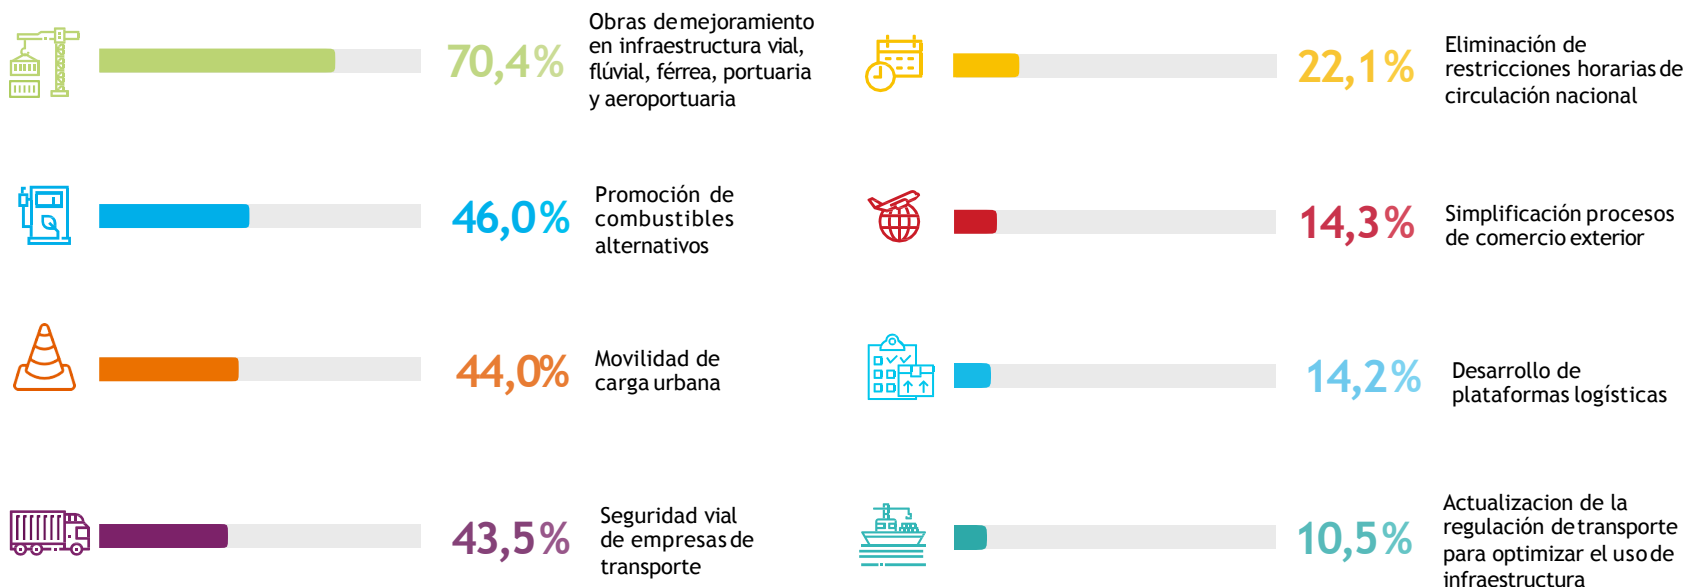 70,4%
Obras de mejoramiento
en infraestructura vial,
flúvial, férrea, portuaria
y aeroportuaria
46,0%
Promoción de
combustibles
alternativos
44,0%
Movilidad de
carga urbana
43,5%
Seguridad vial
de empresas de
transporte
22,1%
Eliminación de
restricciones horarias de
circulación nacional
14,3%
Simplificación procesos
de comercio exterior
14,2%
Desarrollo de
plataformas logísticas
10,5%
Actualizacion de la
regulación de transporte
para optimizar el uso de
infraestructura